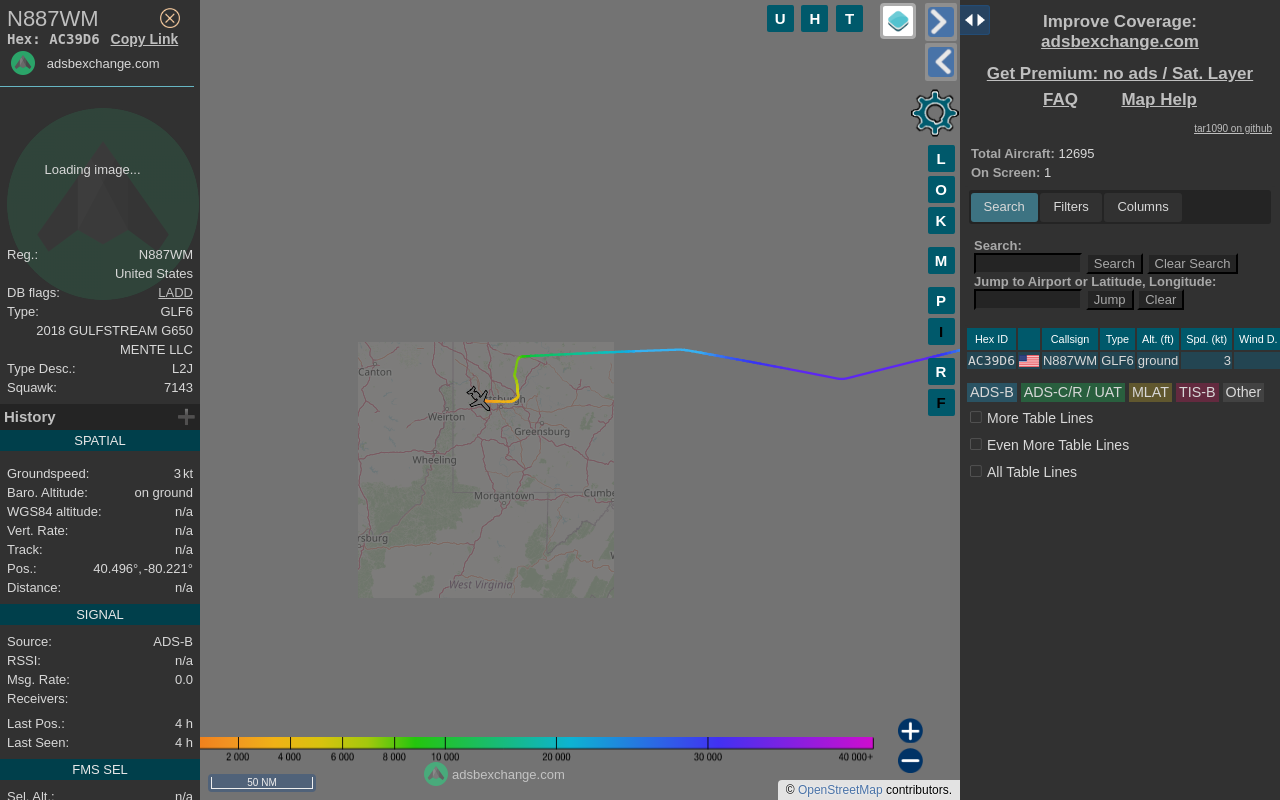 N887WM
Hex: AC39D6 Copy Link
adsbexchange.com
Loading image...
Reg.: N887WM
United States
DB flags: LADD
Type: GLF6
2018 GULFSTREAM G650
MENTE LLC
Type Desc.: L2J
Squawk: 7143
History
SPATIAL
Groundspeed: 3 kt
Baro. Altitude: on ground
WGS84 altitude: n/a
Vert. Rate: n/a
Track: n/a
Pos.: 40.496°, -80.221°
Distance: n/a
SIGNAL
Source: ADS-B
RSSI: n/a
Msg. Rate: 0.0
Receivers:
Last Pos.: 4 h
Last Seen: 4 h
FMS SEL
Sel. Alt.: n/a
U H T
L
O
K
M
P
I
R
F
Canton
Weirton
Greensburg
Wheeling
Morgantown
Cumbe
rsburg
West Virginia
2 000 4 000 6 000 8 000 10 000 20 000 30 000 40 000+
adsbexchange.com
50 NM
© OpenStreetMap contributors.
Improve Coverage:
adsbexchange.com
Get Premium: no ads / Sat. Layer
FAQ Map Help
tar1090 on github
Total Aircraft: 12695
On Screen: 1
Search Filters Columns
Search:
Search Clear Search
Jump to Airport or Latitude, Longitude:
Jump Clear
Hex ID Callsign Type Alt. (ft) Spd. (kt) Wind D.
AC39D6 N887WM GLF6 ground 3
ADS-B ADS-C/R / UAT MLAT TIS-B Other
More Table Lines
Even More Table Lines
All Table Lines